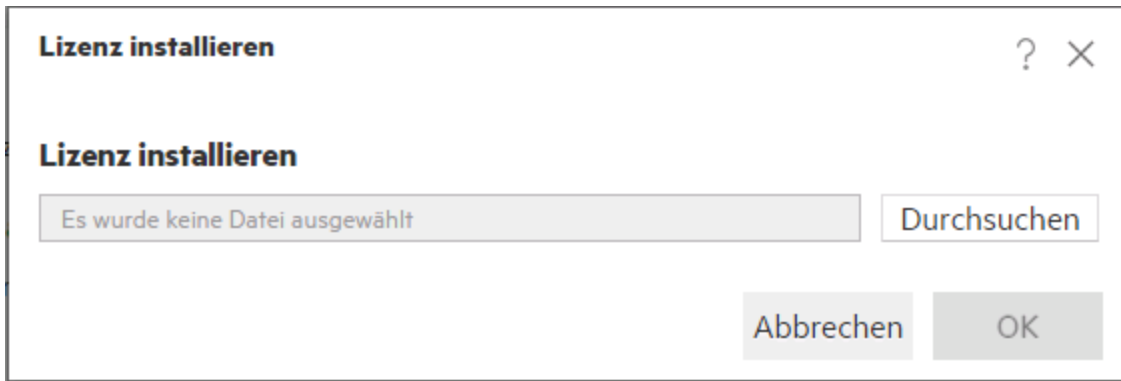 Lizenz installieren
?
Lizenz installieren
Es wurde keine Datei ausgewählt
Durchsuchen
Abbrechen
OK